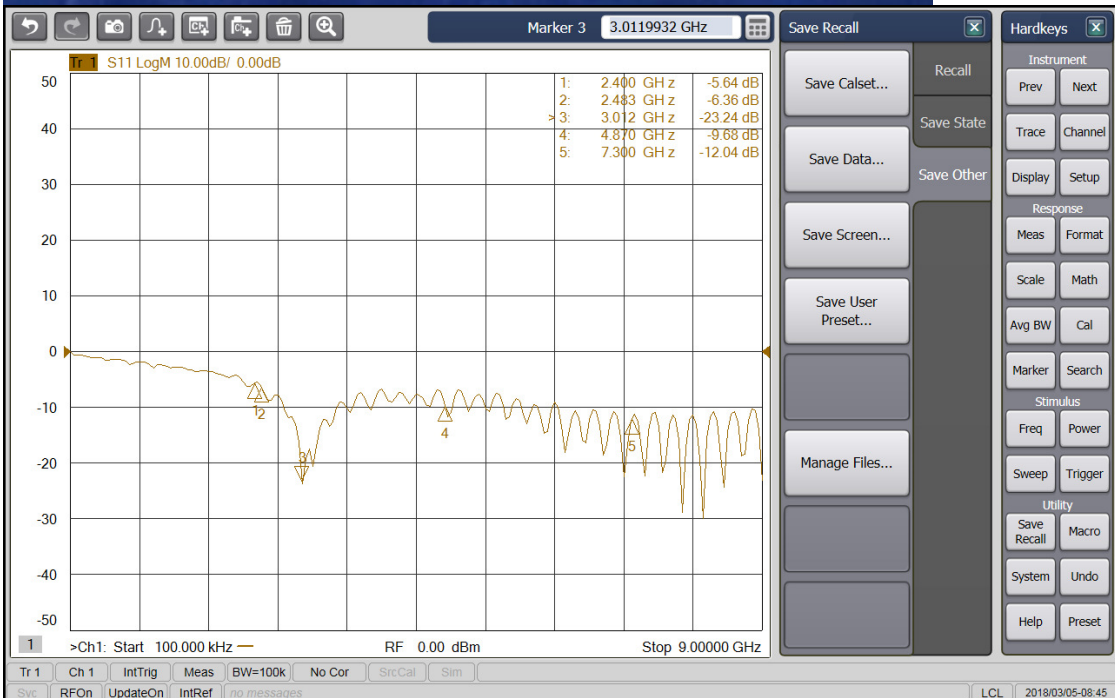 Marker 3 3.0119932 GHz
Tr 1 S11 LogM 10.00dB/ 0.00dB
1: 2.400 GHz -5.64 dB
2: 2.483 GHz -6.36 dB
> 3: 3.012 GHz -23.24 dB
4: 4.870 GHz -9.68 dB
5: 7.300 GHz -12.04 dB
50
40
30
20
10
0
-10
-20
-30
-40
-50
1
2
3
4
5
1 >Ch1: Start 100.000 kHz RF 0.00 dBm Stop 9.00000 GHz
Save Recall
Save Calset...
Save Data...
Save Screen...
Save User
Preset...
Manage Files...
Recall
Save State
Save Other
Hardkeys
Instrument
Prev Next
Trace Channel
Display Setup
Response
Meas Format
Scale Math
Avg BW Cal
Marker Search
Stimulus
Freq Power
Sweep Trigger
Utility
Save
Recall Macro
System Undo
Help Preset
Tr 1 Ch 1 IntTrig Meas BW=100k No Cor SrcCal Sim
Svc RFOn UpdateOn IntRef no messages LCL 2018/03/05-08:45